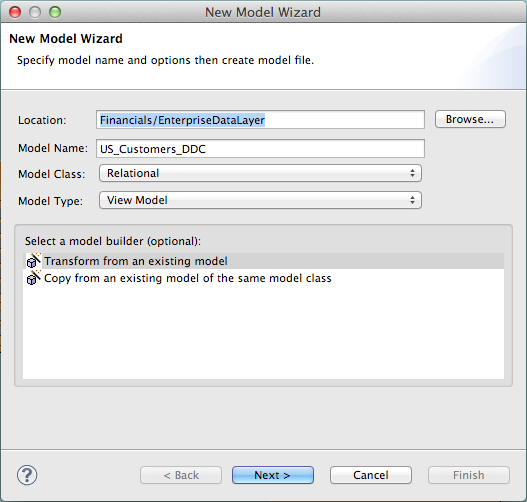 New Model Wizard
New Model Wizard
Specify model name and options then create model file.
Location: Financials/EnterpriseDataLayer Browse...
Model Name: US_Customers_DDC
Model Class: Relational
Model Type: View Model
Select a model builder (optional):
Transform from an existing model
Copy from an existing model of the same model class
? < Back Next > Cancel Finish